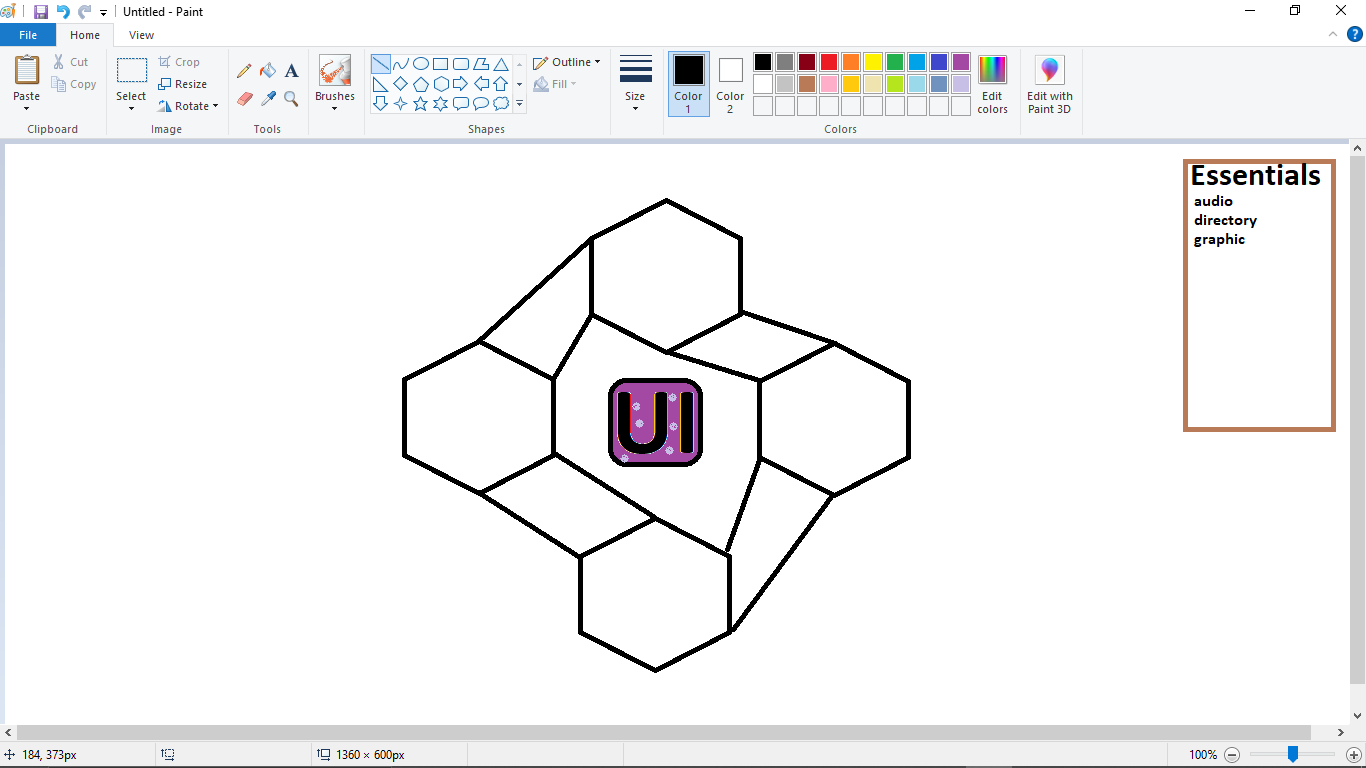 Untitled - Paint
File Home View
Paste Cut Copy
Clipboard
Select Crop Resize Rotate
Image
A
Tools
Brushes
Outline Fill
Shapes
Size
Color 1
Color 2
Edit colors
Colors
Edit with Paint 3D
?
Essentials
audio
directory
graphic
UI
184, 373px
1360 × 600px
100%